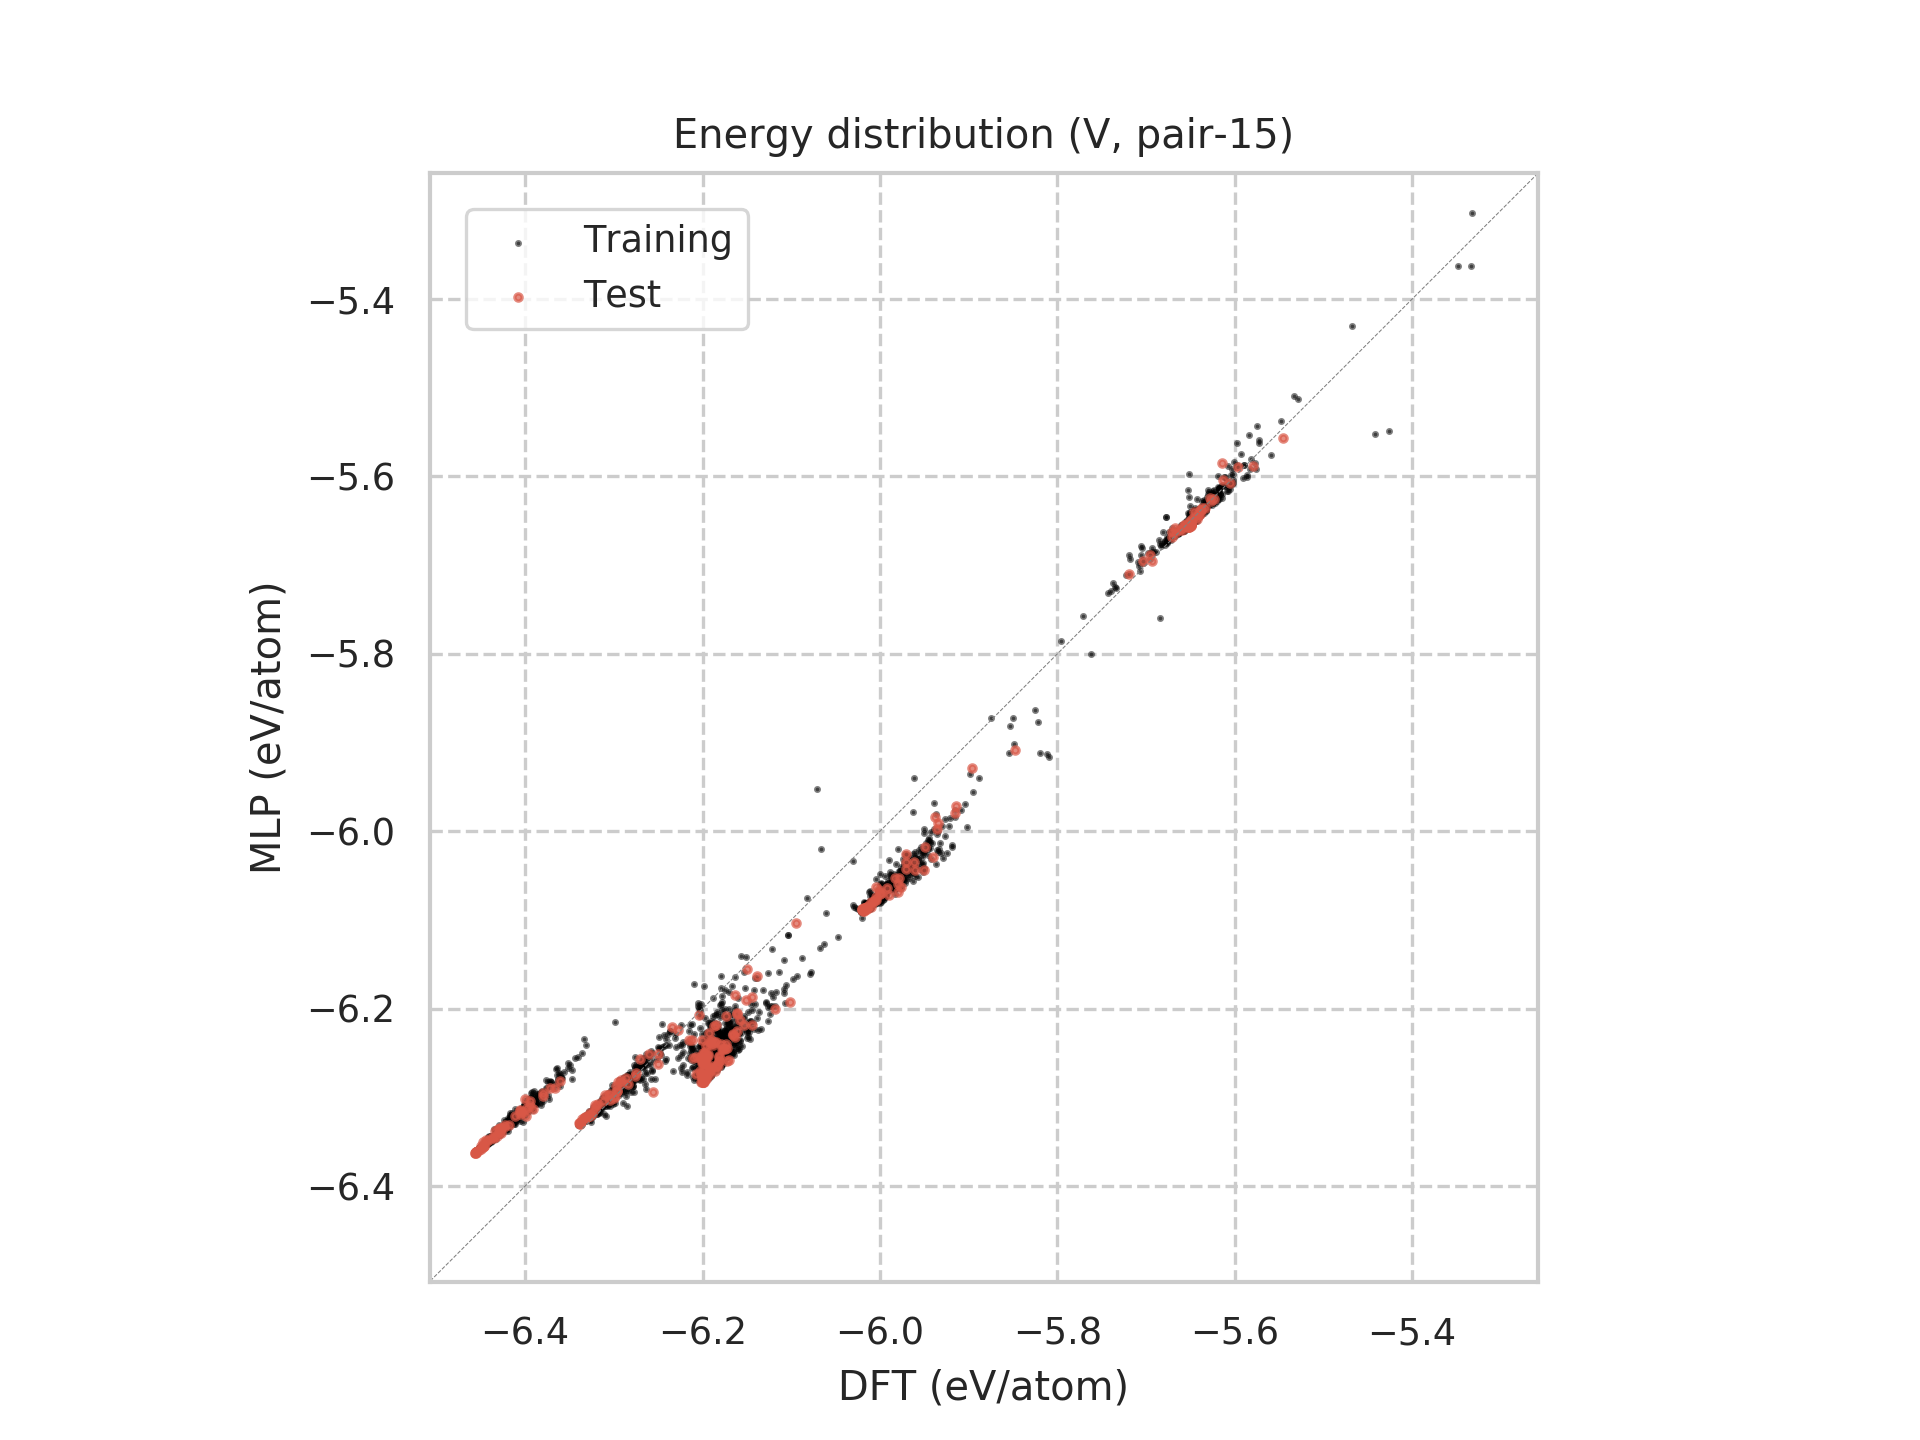 Energy distribution (V, pair-15)
Training
Test
−5.4
−5.6
−5.8
−6.0
−6.2
−6.4
MLP (eV/atom)
−6.4 −6.2 −6.0 −5.8 −5.6 −5.4
DFT (eV/atom)